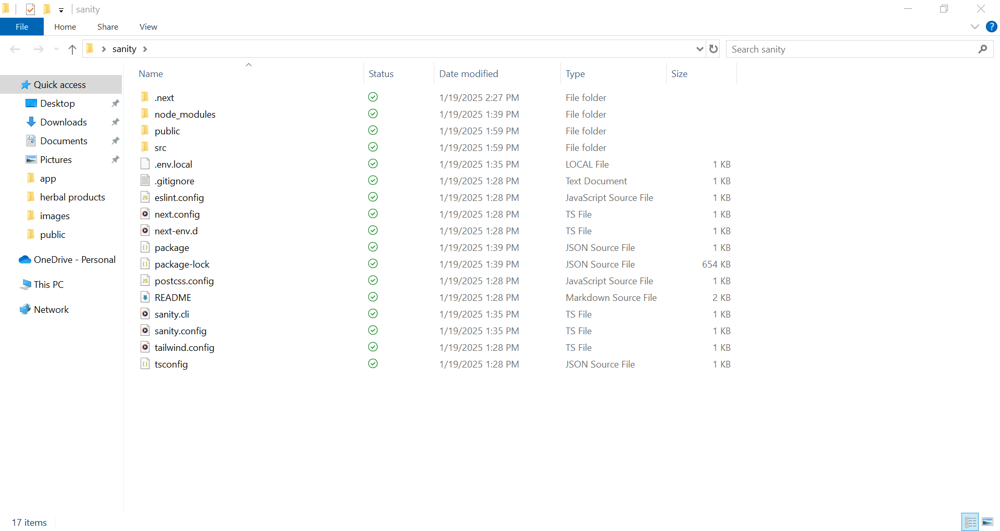 sanity
File Home Share View ?
sanity Search sanity
Name Status Date modified Type Size
Quick access
Desktop
Downloads
Documents
Pictures
app
herbal products
images
public
OneDrive - Personal
This PC
Network
.next 1/19/2025 2:27 PM File folder
node_modules 1/19/2025 1:39 PM File folder
public 1/19/2025 1:59 PM File folder
src 1/19/2025 1:59 PM File folder
.env.local 1/19/2025 1:35 PM LOCAL File 1 KB
.gitignore 1/19/2025 1:28 PM Text Document 1 KB
JS eslint.config 1/19/2025 1:28 PM JavaScript Source File 1 KB
next.config 1/19/2025 1:28 PM TS File 1 KB
next-env.d 1/19/2025 1:28 PM TS File 1 KB
package 1/19/2025 1:39 PM JSON Source File 1 KB
package-lock 1/19/2025 1:39 PM JSON Source File 654 KB
JS postcss.config 1/19/2025 1:28 PM JavaScript Source File 1 KB
README 1/19/2025 1:28 PM Markdown Source File 2 KB
sanity.cli 1/19/2025 1:35 PM TS File 1 KB
sanity.config 1/19/2025 1:35 PM TS File 1 KB
tailwind.config 1/19/2025 1:28 PM TS File 1 KB
tsconfig 1/19/2025 1:28 PM JSON Source File 1 KB
17 items